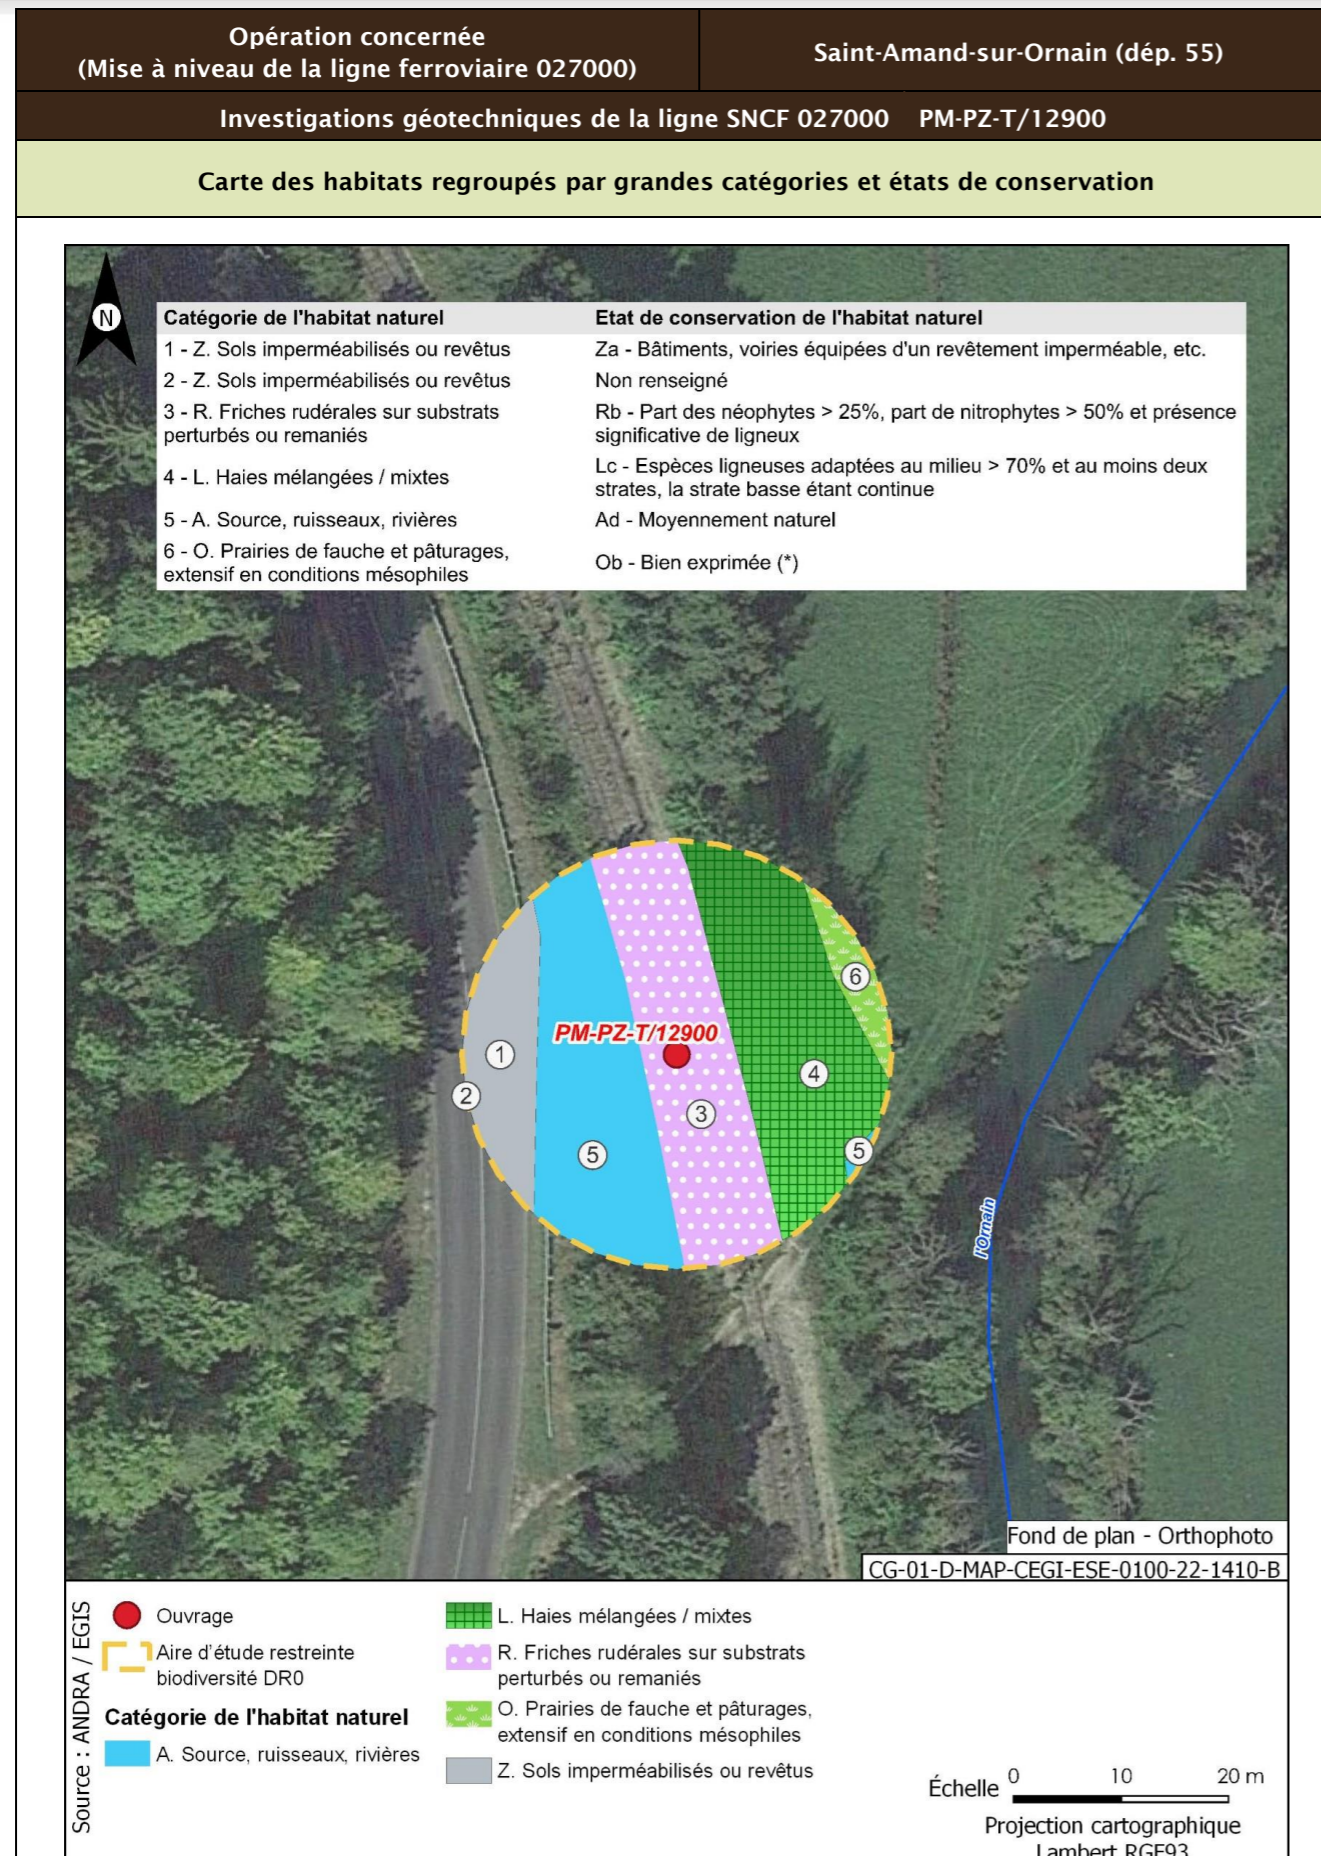 Opération concernée
(Mise à niveau de la ligne ferroviaire 027000)
Saint-Amand-sur-Ornain (dép. 55)
Investigations géotechniques de la ligne SNCF 027000 PM-PZ-T/12900
Carte des habitats regroupés par grandes catégories et états de conservation
N
Catégorie de l'habitat naturel
Etat de conservation de l'habitat naturel
1 - Z. Sols imperméabilisés ou revêtus
Za - Bâtiments, voiries équipées d'un revêtement imperméable, etc.
2 - Z. Sols imperméabilisés ou revêtus
Non renseigné
3 - R. Friches rudérales sur substrats
perturbés ou remaniés
Rb - Part des néophytes > 25%, part de nitrophytes > 50% et présence
significative de ligneux
4 - L. Haies mélangées / mixtes
Lc - Espèces ligneuses adaptées au milieu > 70% et au moins deux
strates, la strate basse étant continue
5 - A. Source, ruisseaux, rivières
Ad - Moyennement naturel
6 - O. Prairies de fauche et pâturages,
extensif en conditions mésophiles
Ob - Bien exprimée (*)
6
PM-PZ-T/12900
1
4
2
3
5
5
l'Ornain
Fond de plan - Orthophoto
CG-01-D-MAP-CEGI-ESE-0100-22-1410-B
Source : ANDRA / EGIS
Ouvrage
Aire d'étude restreinte
biodiversité DR0
Catégorie de l'habitat naturel
A. Source, ruisseaux, rivières
L. Haies mélangées / mixtes
R. Friches rudérales sur substrats
perturbés ou remaniés
O. Prairies de fauche et pâturages,
extensif en conditions mésophiles
Z. Sols imperméabilisés ou revêtus
Échelle 0 10 20 m
Projection cartographique
Lambert RGF93